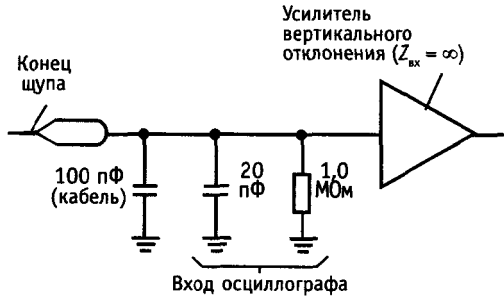 Усилитель
вертикального
отклонения (Zвх = ∞)
Конец
щупа
100 пФ
(кабель)
20
пФ
1,0
МОм
Вход осциллографа